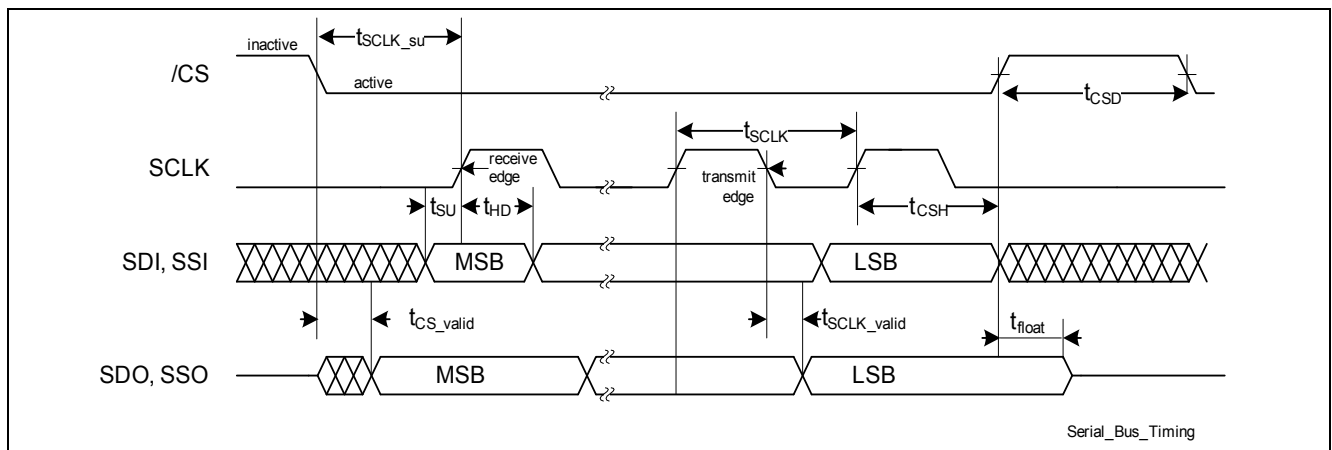 inactive
tSCLK_su
/CS
active
tCSD
tSCLK
SCLK
receive
edge
transmit
edge
tSU
tHD
tCSH
SDI, SSI
MSB
LSB
tCS_valid
tSCLK_valid
tfloat
SDO, SSO
MSB
LSB
Serial_Bus_Timing